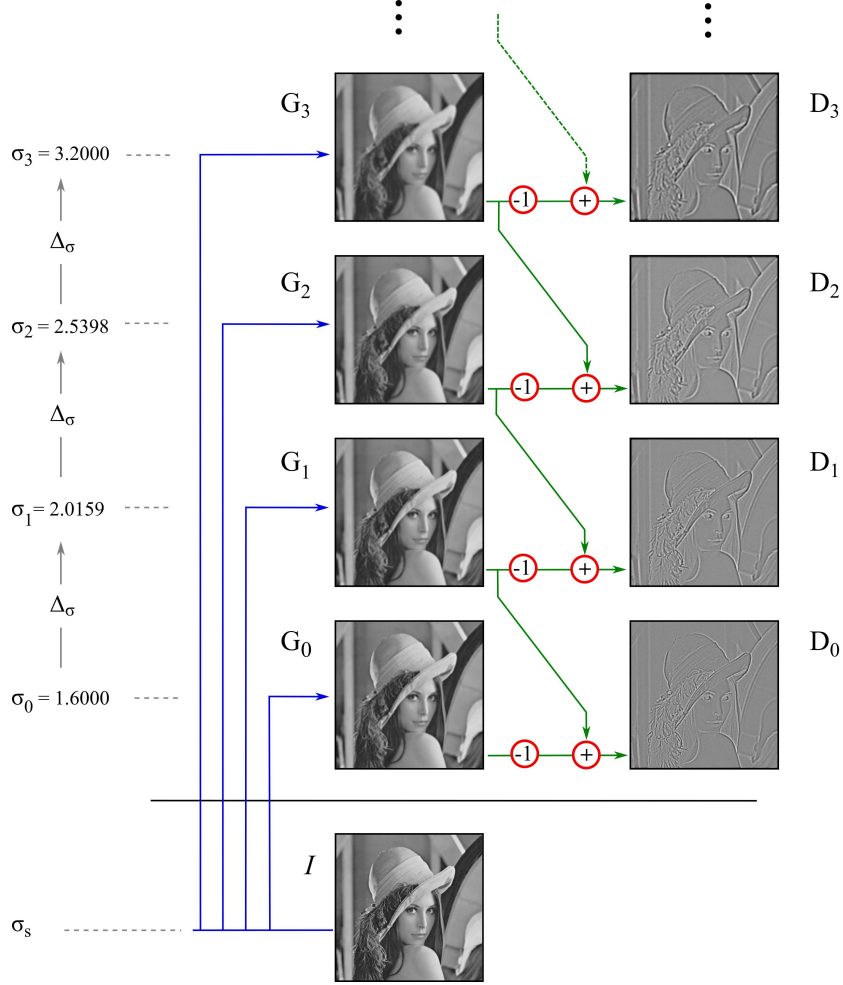 G₃ D₃
σ₃ = 3.2000
-1 +
Δσ
G₂ D₂
σ₂ = 2.5398
-1 +
Δσ
G₁ D₁
σ₁ = 2.0159
-1 +
Δσ
G₀ D₀
σ₀ = 1.6000
-1 +
I
σₛ